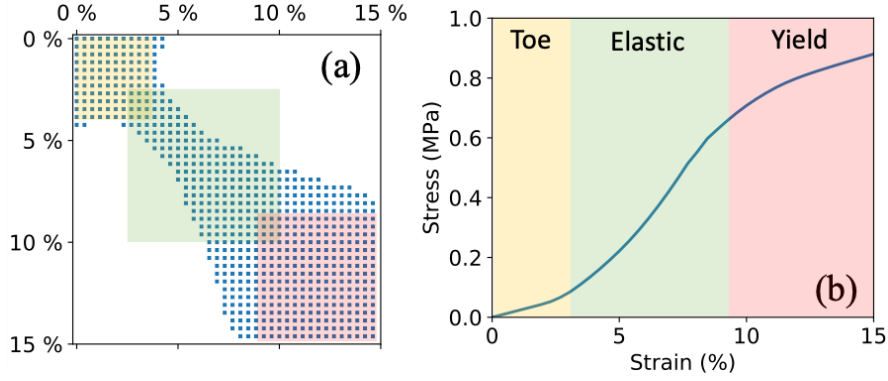 0 % 5 % 10 % 15 %
0 %
5 %
10 %
15 %
(a)
1.0
0.8
0.6
0.4
0.2
0.0
Stress (MPa)
Toe Elastic Yield
(b)
0 5 10 15
Strain (%)